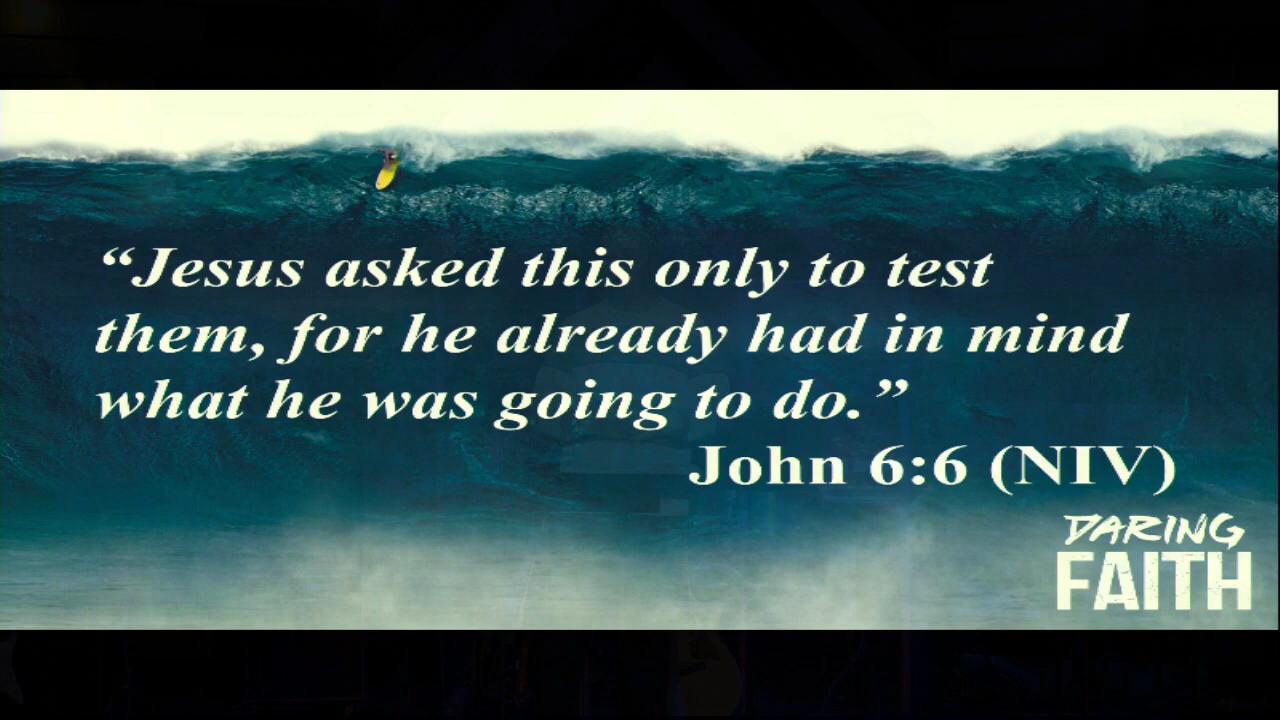 “Jesus asked this only to test
them, for he already had in mind
what he was going to do.”
John 6:6 (NIV)
DARING
FAITH